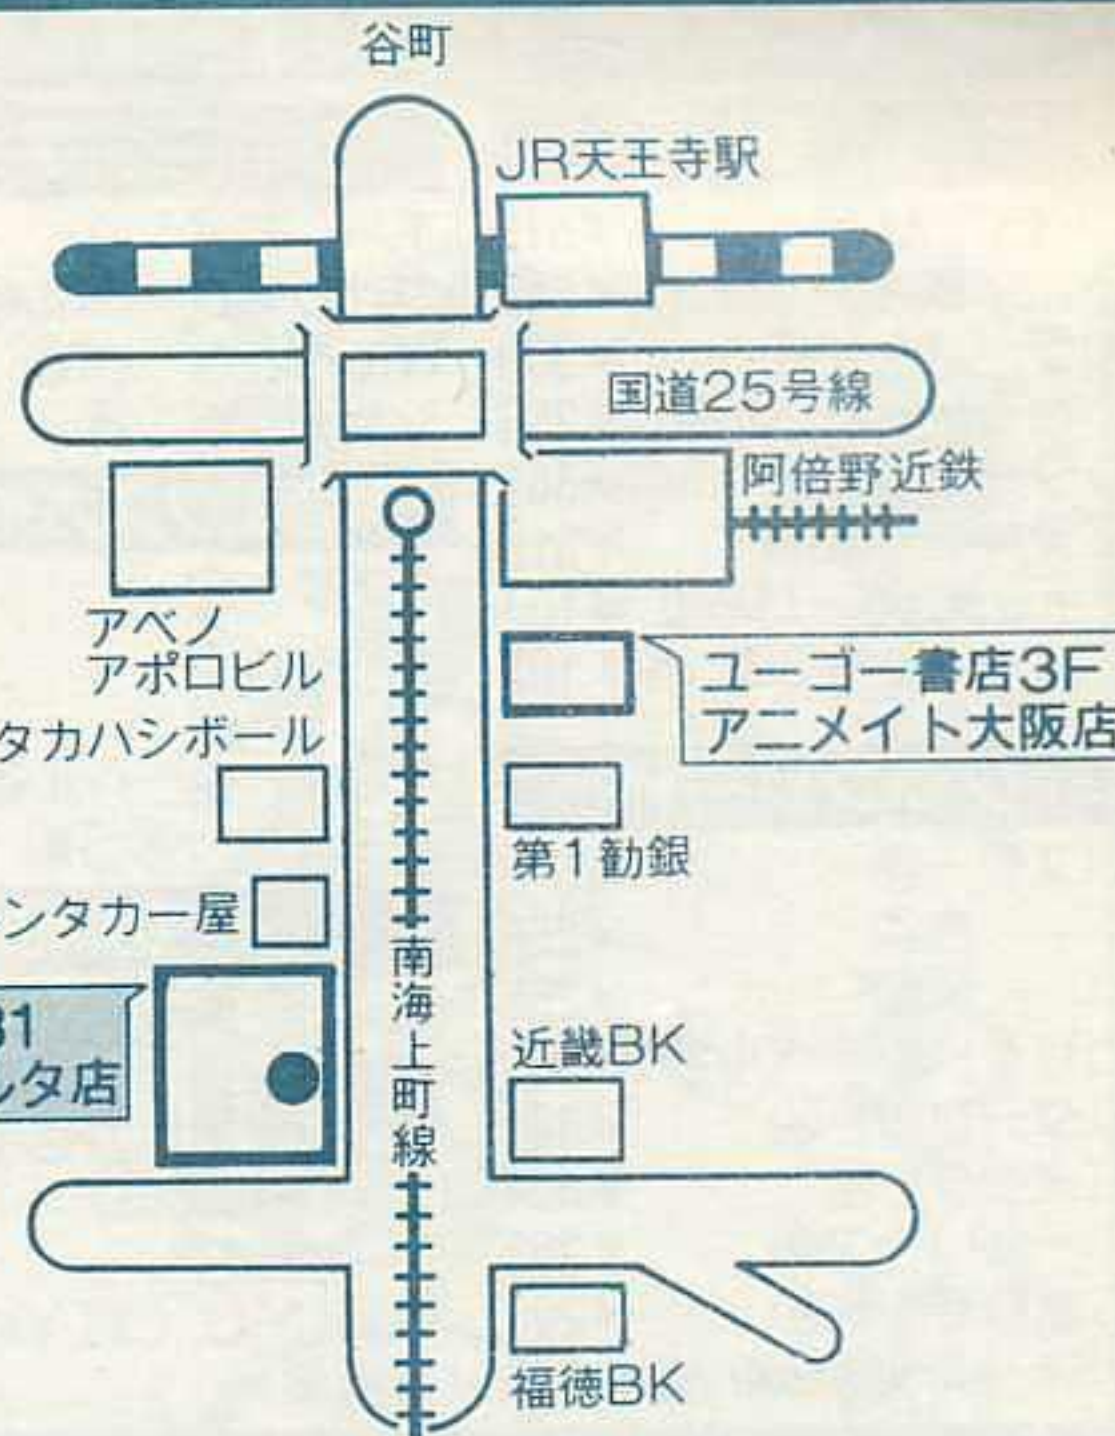 谷町
JR天王寺駅
国道25号線
阿倍野近鉄
アベノ
アポロビル
ユーゴー書店3F
アニメイト大阪店
タカハシボール
第1勧銀
ンタカー屋
南海上町線
近畿BK
31
ルタ店
福徳BK